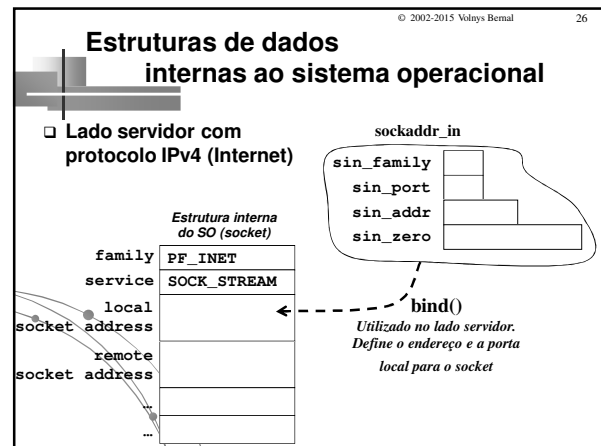 © 2002-2015 Volnys Bernal 26
Estruturas de dados
internas ao sistema operacional
❑ Lado servidor com
protocolo IPv4 (Internet)
sockaddr_in
sin_family
sin_port
sin_addr
sin_zero
Estrutura interna
do SO (socket)
family PF_INET
service SOCK_STREAM
local
socket address
remote
socket address
…
…
bind()
Utilizado no lado servidor.
Define o endereço e a porta
local para o socket